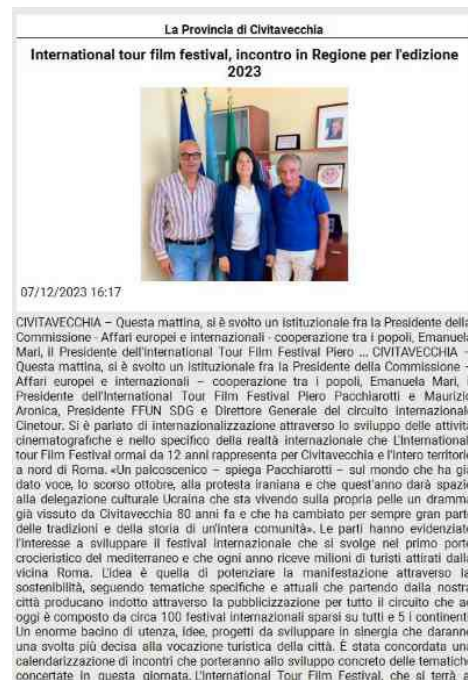 La Provincia di Civitavecchia
International tour film festival, incontro in Regione per l'edizione
2023
07/12/2023 16:17
CIVITAVECCHIA – Questa mattina, si è svolto un istituzionale fra la Presidente della
Commissione - Affari europei e internazionali - cooperazione tra i popoli, Emanuela
Mari, il Presidente dell'International Tour Film Festival Piero ... CIVITAVECCHIA –
Questa mattina, si è svolto un istituzionale fra la Presidente della Commissione –
Affari europei e internazionali – cooperazione tra i popoli, Emanuela Mari,
Presidente dell'International Tour Film Festival Piero Pacchiarotti e Maurizio
Aronica, Presidente FFUN SDG e Direttore Generale del circuito internazionale
Cinetour. Si è parlato di internazionalizzazione attraverso lo sviluppo delle attività
cinematografiche e nello specifico della realtà internazionale che L'International
tour Film Festival ormai da 12 anni rappresenta per Civitavecchia e l'intero territorio
a nord di Roma. «Un palcoscenico – spiega Pacchiarotti – sul mondo che ha già
dato voce, lo scorso ottobre, alla protesta iraniana e che quest'anno darà spazio
alla delegazione culturale Ucraina che sta vivendo sulla propria pelle un dramma
già vissuto da Civitavecchia 80 anni fa e che ha cambiato per sempre gran parte
delle tradizioni e della storia di un'intera comunità». Le parti hanno evidenziato
l'interesse a sviluppare il festival internazionale che si svolge nel primo porto
crocieristico del mediterraneo e che ogni anno riceve milioni di turisti attirati dalla
vicina Roma. L'idea è quella di potenziare la manifestazione attraverso la
sostenibilità, seguendo tematiche specifiche e attuali che partendo dalla nostra
città producano indotto attraverso la pubblicizzazione per tutto il circuito che ad
oggi è composto da circa 100 festival internazionali sparsi su tutti e 5 i continenti.
Un enorme bacino di utenza, idee, progetti da sviluppare in sinergia che daranno
una svolta più decisa alla vocazione turistica della città. È stata concordata una
calendarizzazione di incontri che porteranno allo sviluppo concreto delle tematiche
concertate in questa giornata. L'International Tour Film Festival, che si terrà a